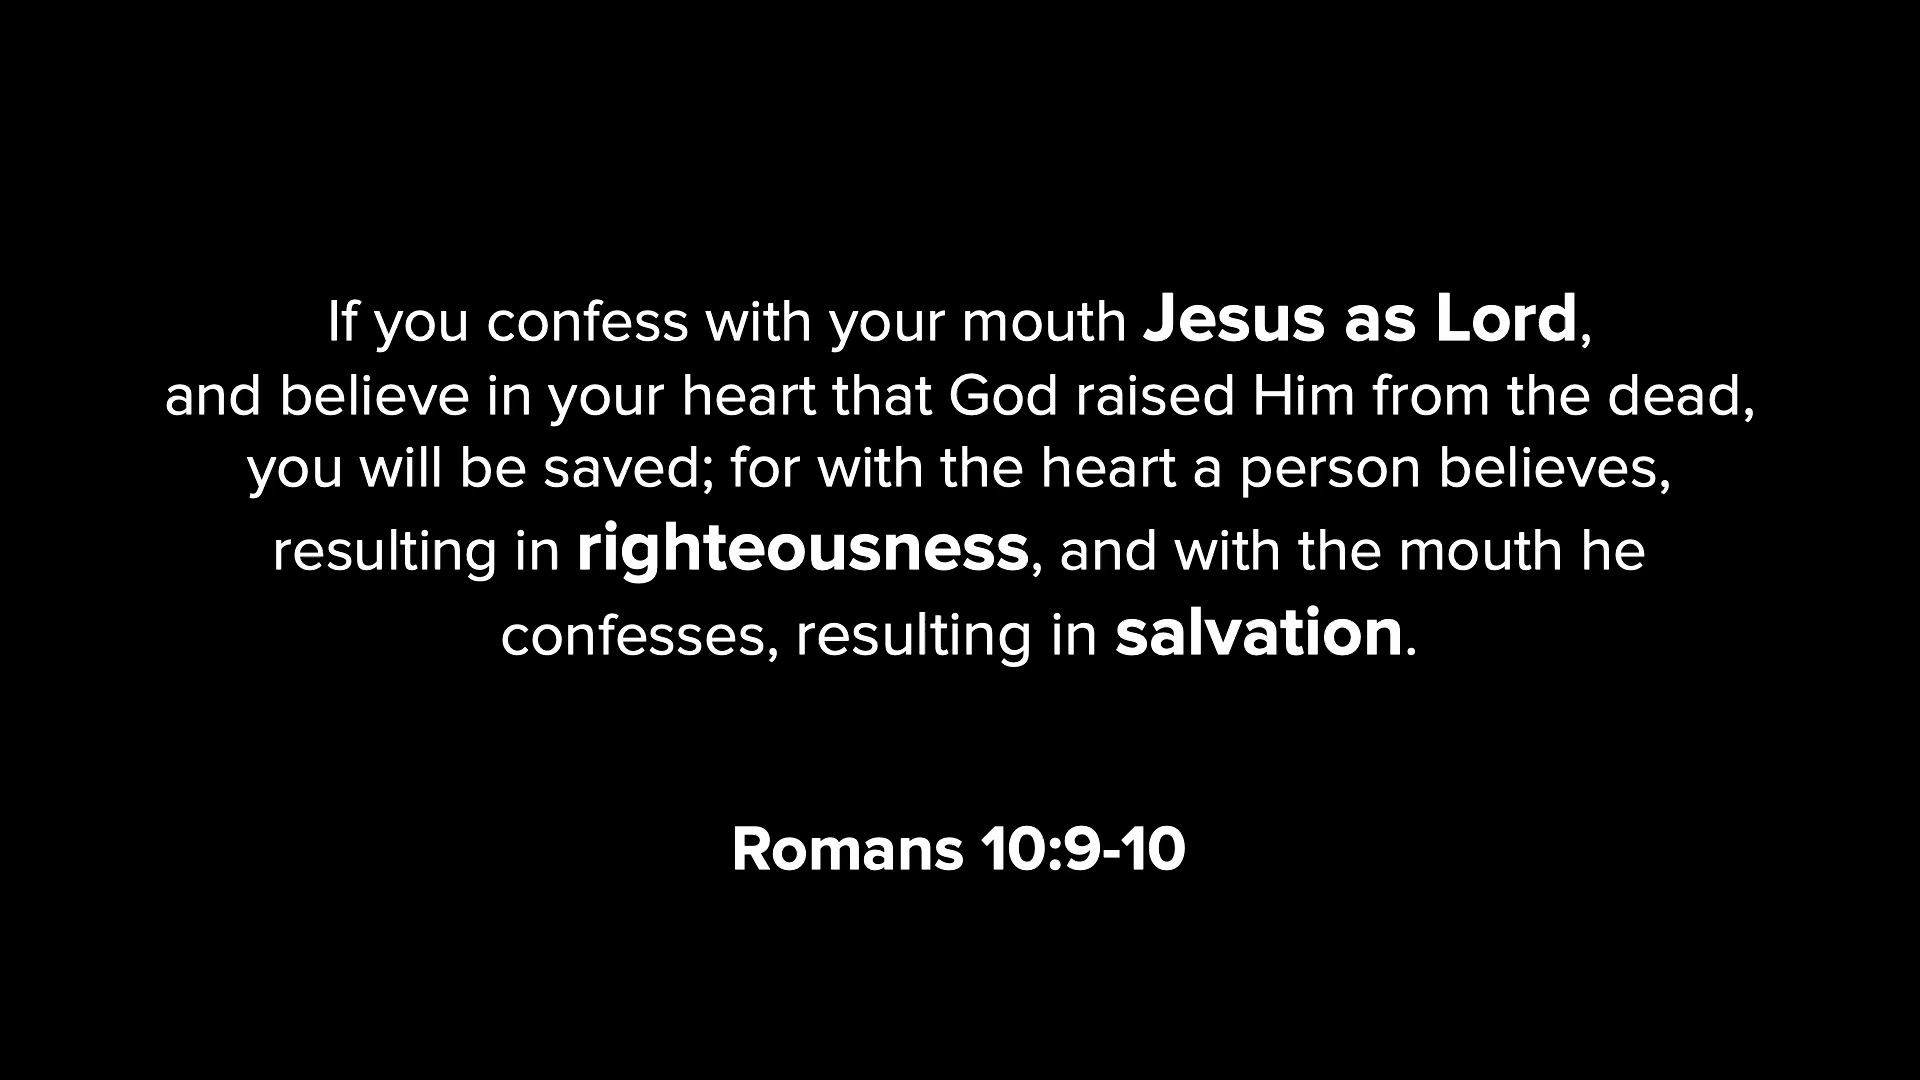 If you confess with your mouth Jesus as Lord,
and believe in your heart that God raised Him from the dead,
you will be saved; for with the heart a person believes,
resulting in righteousness, and with the mouth he
confesses, resulting in salvation.
Romans 10:9-10